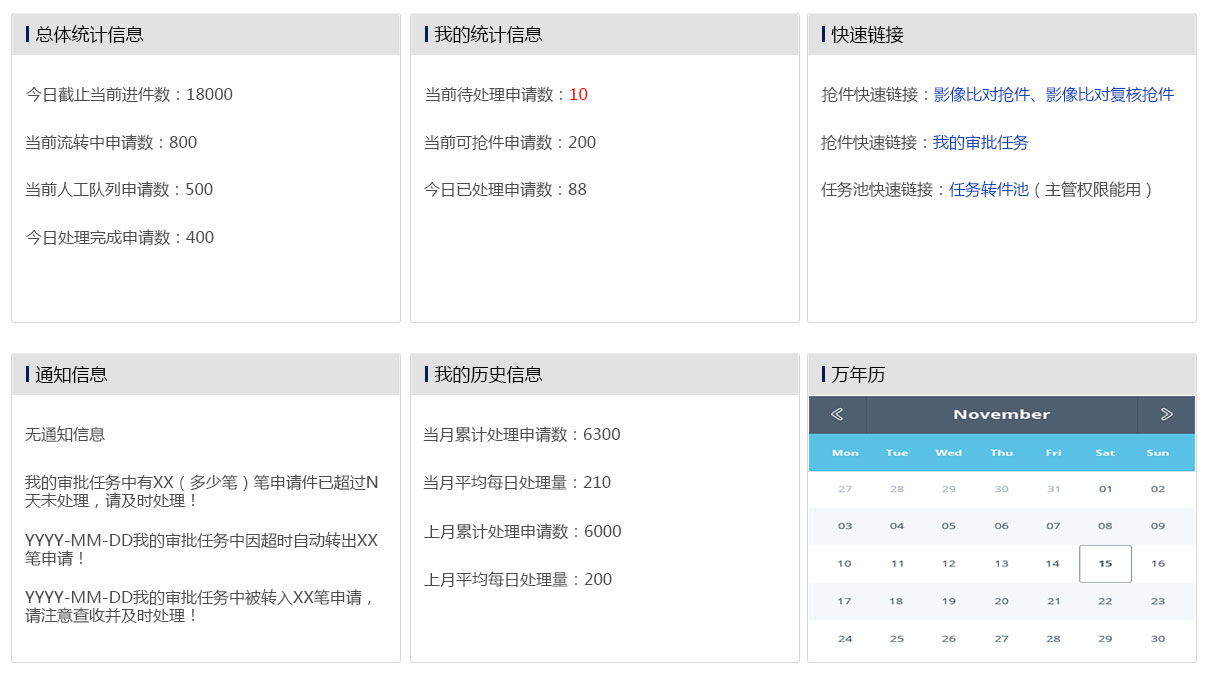 总体统计信息
今日截止当前进件数：18000
当前流转中申请数：800
当前人工队列申请数：500
今日处理完成申请数：400
我的统计信息
当前待处理申请数：10
当前可抢件申请数：200
今日已处理申请数：88
快速链接
抢件快速链接：影像比对抢件、影像比对复核抢件
抢件快速链接：我的审批任务
任务池快速链接：任务转件池（主管权限能用）
通知信息
无通知信息
我的审批任务中有XX（多少笔）笔申请件已超过N
天未处理，请及时处理！
YYYY-MM-DD我的审批任务中因超时自动转出XX
笔申请！
YYYY-MM-DD我的审批任务中被转入XX笔申请，
请注意查收并及时处理！
我的历史信息
当月累计处理申请数：6300
当月平均每日处理量：210
上月累计处理申请数：6000
上月平均每日处理量：200
万年历
November
Mon Tue Wed Thu Fri Sat Sun
27 28 29 30 31 01 02
03 04 05 06 07 08 09
10 11 12 13 14 15 16
17 18 19 20 21 22 23
24 25 26 27 28 29 30